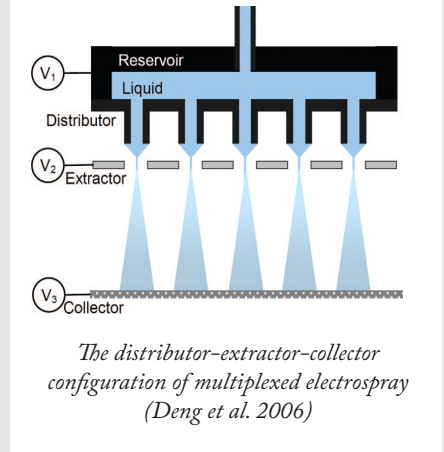 Reservoir
V1
Liquid
Distributor
V2
Extractor
V3
Collector
The distributor-extractor-collector
configuration of multiplexed electrospray
(Deng et al. 2006)